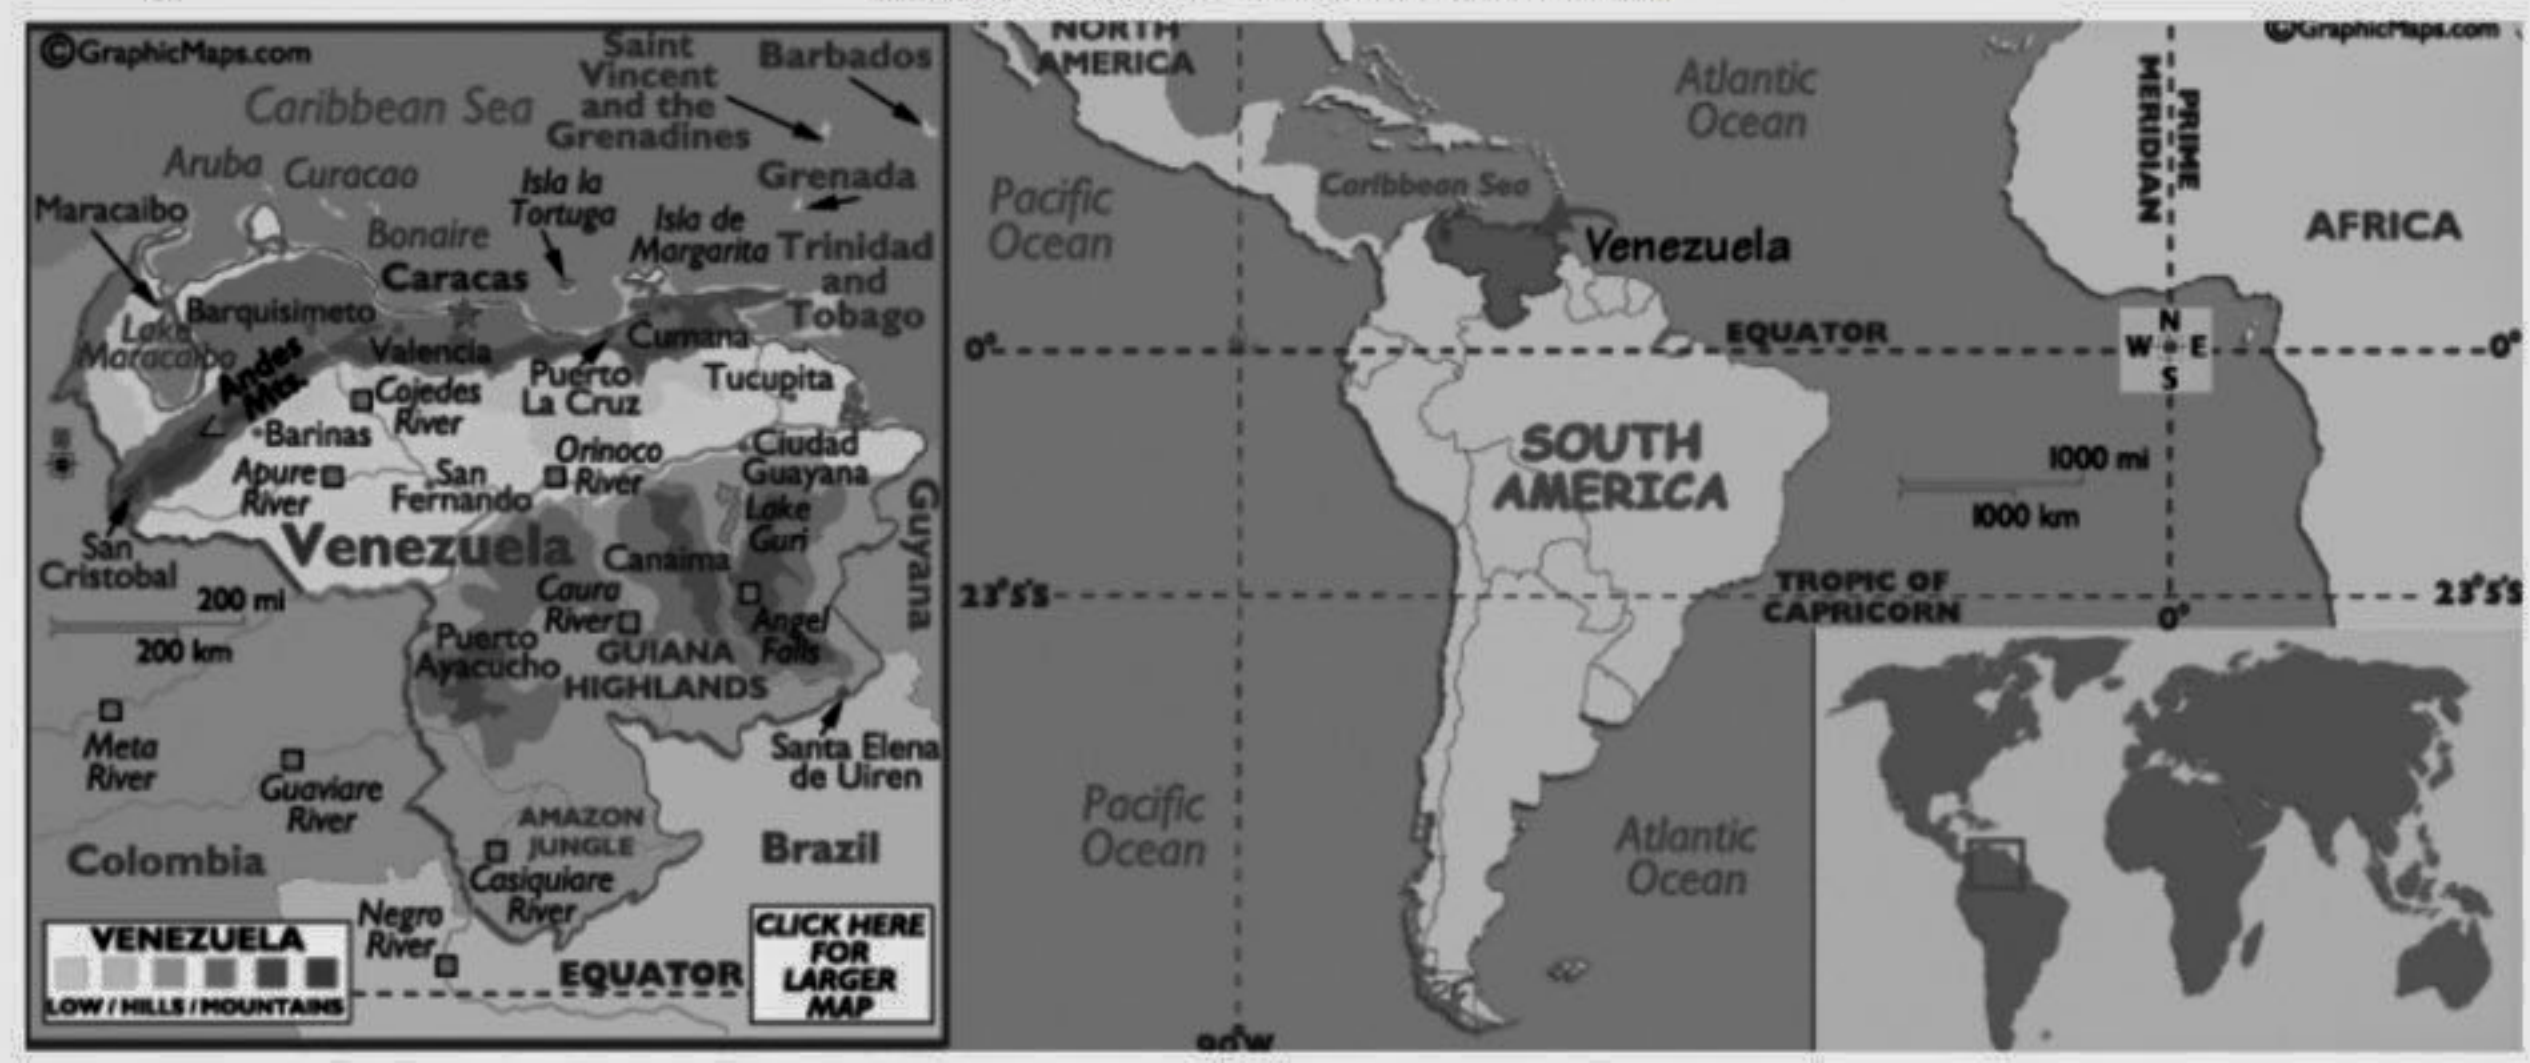 ©GraphicMaps.com
Saint
Vincent
and the
Grenadines
Barbados
Caribbean Sea
Aruba
Curacao
Bonaire
Isla la
Tortuga
Isla de
Margarita
Grenada
Trinidad
and
Tobago
Maracaibo
Caracas
Barquisimeto
Lake
Maracaibo
Andes
Mts.
Valencia
Cumana
Puerto
La Cruz
Tucupita
Cojedes
River
Barinas
Apure
River
San
Fernando
Orinoco
River
Ciudad
Guayana
Lake
Guri
Guyana
San
Cristobal
Venezuela
Canaima
Caura
River
Angel
Falls
200 mi
200 km
Puerto
Ayacucho
GUIANA
HIGHLANDS
Meta
River
Guaviare
River
Santa Elena
de Uiren
AMAZON
JUNGLE
Casiquiare
River
Colombia
Brazil
Negro
River
EQUATOR
VENEZUELA
LOW / HILLS / MOUNTAINS
CLICK HERE
FOR
LARGER
MAP
NORTH
AMERICA
Atlantic
Ocean
©GraphicMaps.com
PRIME
MERIDIAN
Pacific
Ocean
Caribbean Sea
Venezuela
AFRICA
0°
EQUATOR
N
W E
S
0°
SOUTH
AMERICA
1000 mi
1000 km
23°5'S
TROPIC OF
CAPRICORN
0°
23°5'S
Pacific
Ocean
Atlantic
Ocean
90°W